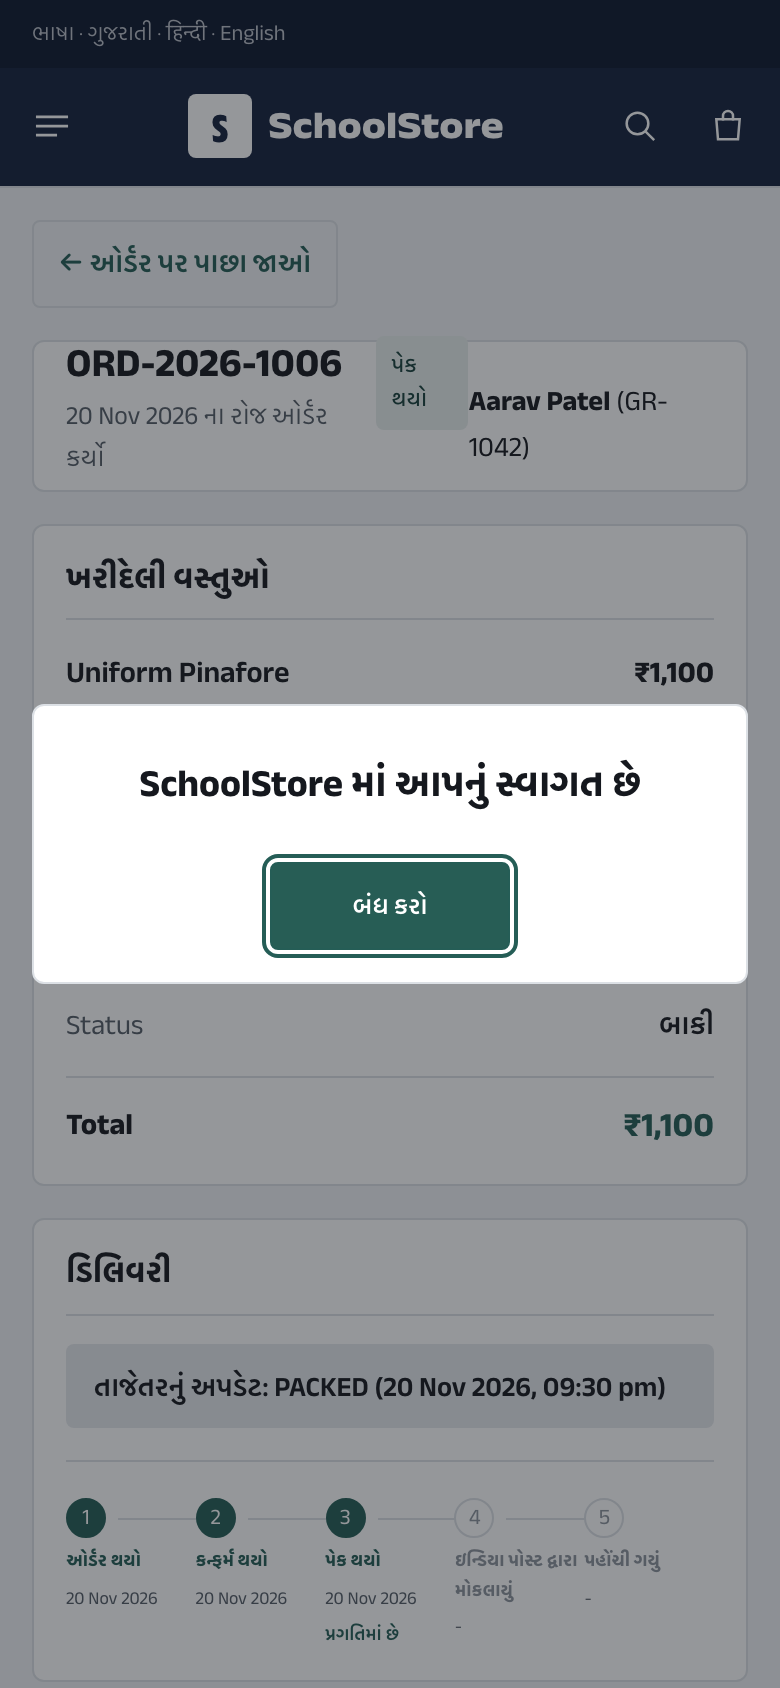 ભાષા · ગુજરાતી · हिन्दी · English
S SchoolStore
← ઓર્ડર પર પાછા જાઓ
ORD-2026-1006
20 Nov 2026 ના રોજ ઓર્ડર
કર્યો
પેક
થયો
Aarav Patel (GR-
1042)
ખરીદેલી વસ્તુઓ
Uniform Pinafore ₹1,100
SchoolStore માં આપનું સ્વાગત છે
બંધ કરો
Status બાકી
Total ₹1,100
ડિલિવરી
તાજેતરનું અપડેટ: PACKED (20 Nov 2026, 09:30 pm)
1 2 3 4 5
ઓર્ડર થયો
20 Nov 2026
કન્ફર્મ થયો
20 Nov 2026
પેક થયો
20 Nov 2026
પ્રગતિમાં છે
ઇન્ડિયા પોસ્ટ દ્વારા
મોકલાયું
-
પહોંચી ગયું
-